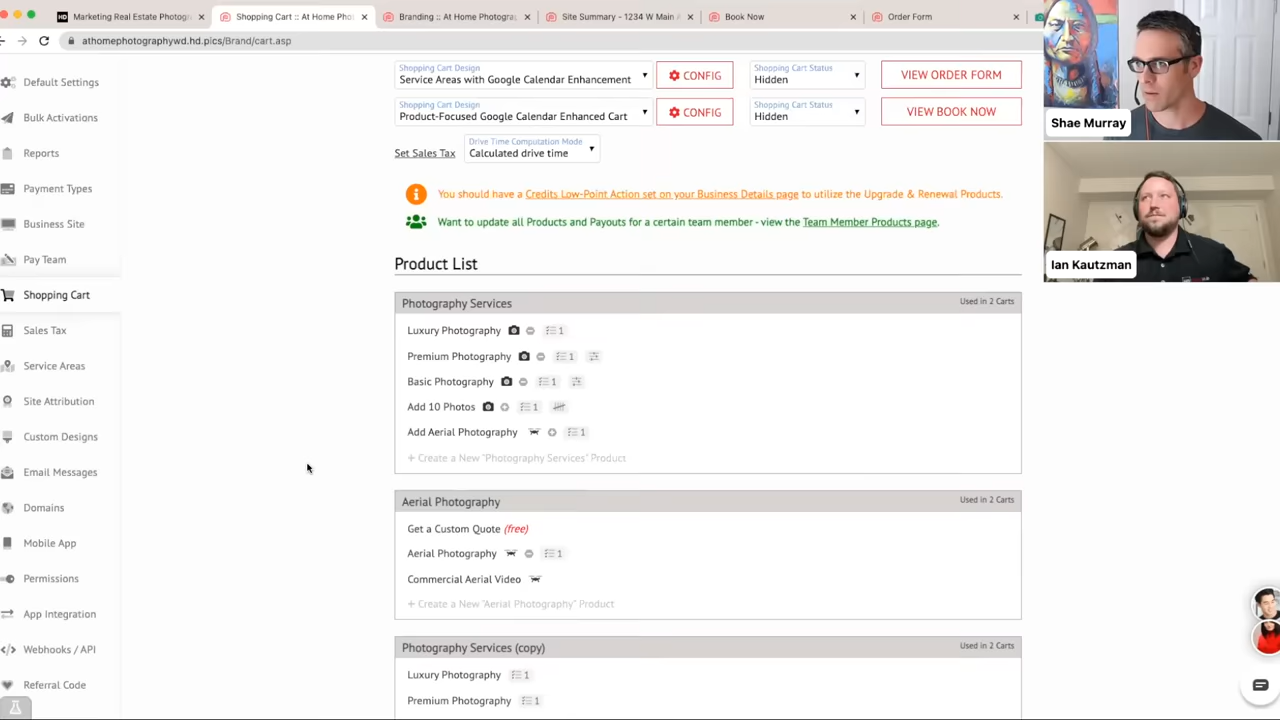 Marketing Real Estate Photogr
Shopping Cart :: At Home Pho
Branding :: At Home Photograp
Site Summary - 1234 W Main A
Book Now
Order Form
athomephotographywd.hd.pics/Brand/cart.asp
Default Settings
Bulk Activations
Reports
Payment Types
Business Site
Pay Team
Shopping Cart
Sales Tax
Service Areas
Site Attribution
Custom Designs
Email Messages
Domains
Mobile App
Permissions
App Integration
Webhooks / API
Referral Code
Shopping Cart Design
Service Areas with Google Calendar Enhancement
CONFIG
Shopping Cart Status
Hidden
VIEW ORDER FORM
Shopping Cart Design
Product-Focused Google Calendar Enhanced Cart
CONFIG
Shopping Cart Status
Hidden
VIEW BOOK NOW
Set Sales Tax
Drive Time Computation Mode
Calculated drive time
You should have a Credits Low-Point Action set on your Business Details page to utilize the Upgrade & Renewal Products.
Want to update all Products and Payouts for a certain team member - view the Team Member Products page.
Product List
Photography Services
Used in 2 Carts
Luxury Photography 1
Premium Photography 1
Basic Photography 1
Add 10 Photos 1
Add Aerial Photography 1
+ Create a New "Photography Services" Product
Aerial Photography
Used in 2 Carts
Get a Custom Quote (free)
Aerial Photography 1
Commercial Aerial Video
+ Create a New "Aerial Photography" Product
Photography Services (copy)
Used in 2 Carts
Luxury Photography 1
Premium Photography 1
Shae Murray
Ian Kautzman